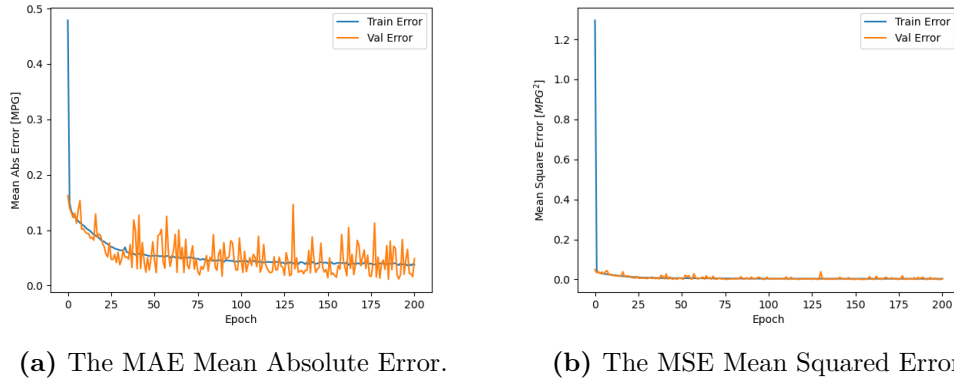 0.5
0.4
0.3
0.2
0.1
0.0
Mean Abs Error [MPG]
0 25 50 75 100 125 150 175 200
Epoch
Train Error
Val Error
(a) The MAE Mean Absolute Error.
1.2
1.0
0.8
0.6
0.4
0.2
0.0
Mean Square Error [MPG²]
0 25 50 75 100 125 150 175 200
Epoch
Train Error
Val Error
(b) The MSE Mean Squared Error